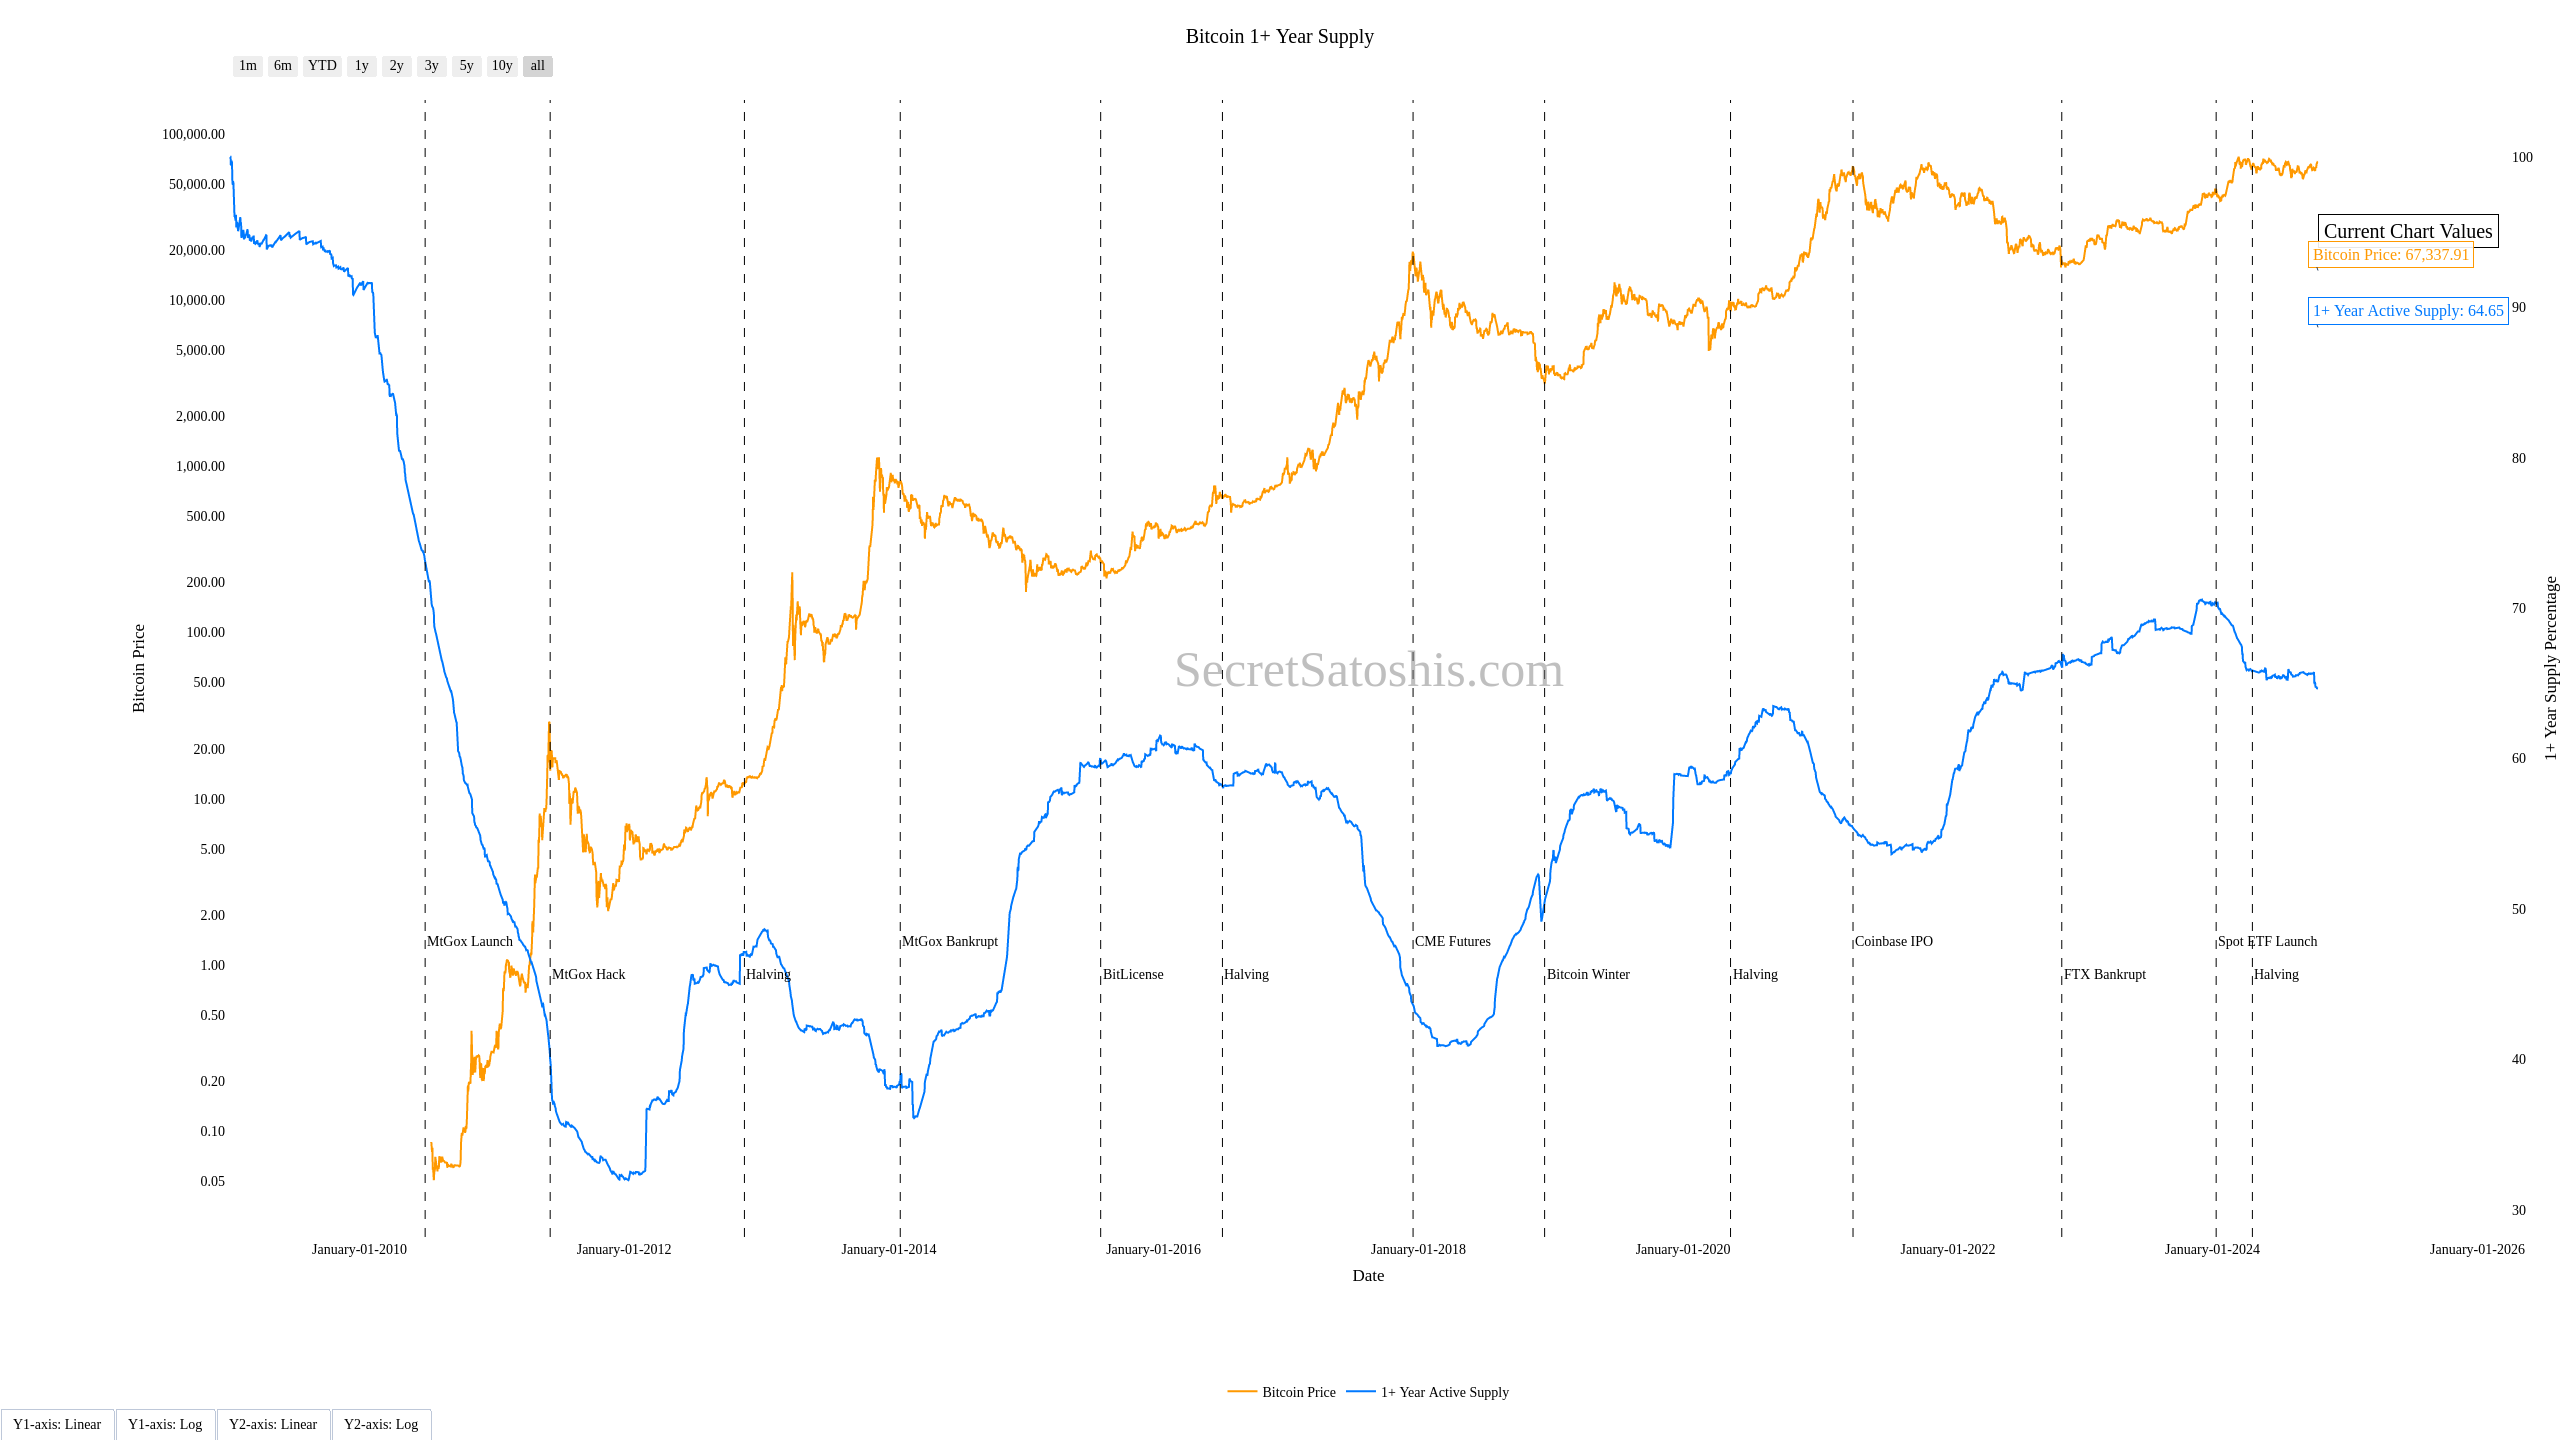 Bitcoin 1+ Year Supply
1m 6m YTD 1y 2y 3y 5y 10y all
100,000.00
50,000.00
20,000.00
10,000.00
5,000.00
2,000.00
1,000.00
500.00
200.00
100.00
50.00
20.00
10.00
5.00
2.00
1.00
0.50
0.20
0.10
0.05
Bitcoin Price
100
90
80
70
60
50
40
30
1+ Year Supply Percentage
Current Chart Values
Bitcoin Price: 67,337.91
1+ Year Active Supply: 64.65
SecretSatoshis.com
MtGox Launch
MtGox Hack
Halving
MtGox Bankrupt
BitLicense
Halving
CME Futures
Bitcoin Winter
Halving
Coinbase IPO
FTX Bankrupt
Spot ETF Launch
Halving
January-01-2010 January-01-2012 January-01-2014 January-01-2016 January-01-2018 January-01-2020 January-01-2022 January-01-2024 January-01-2026
Date
Bitcoin Price 1+ Year Active Supply
Y1-axis: Linear Y1-axis: Log Y2-axis: Linear Y2-axis: Log